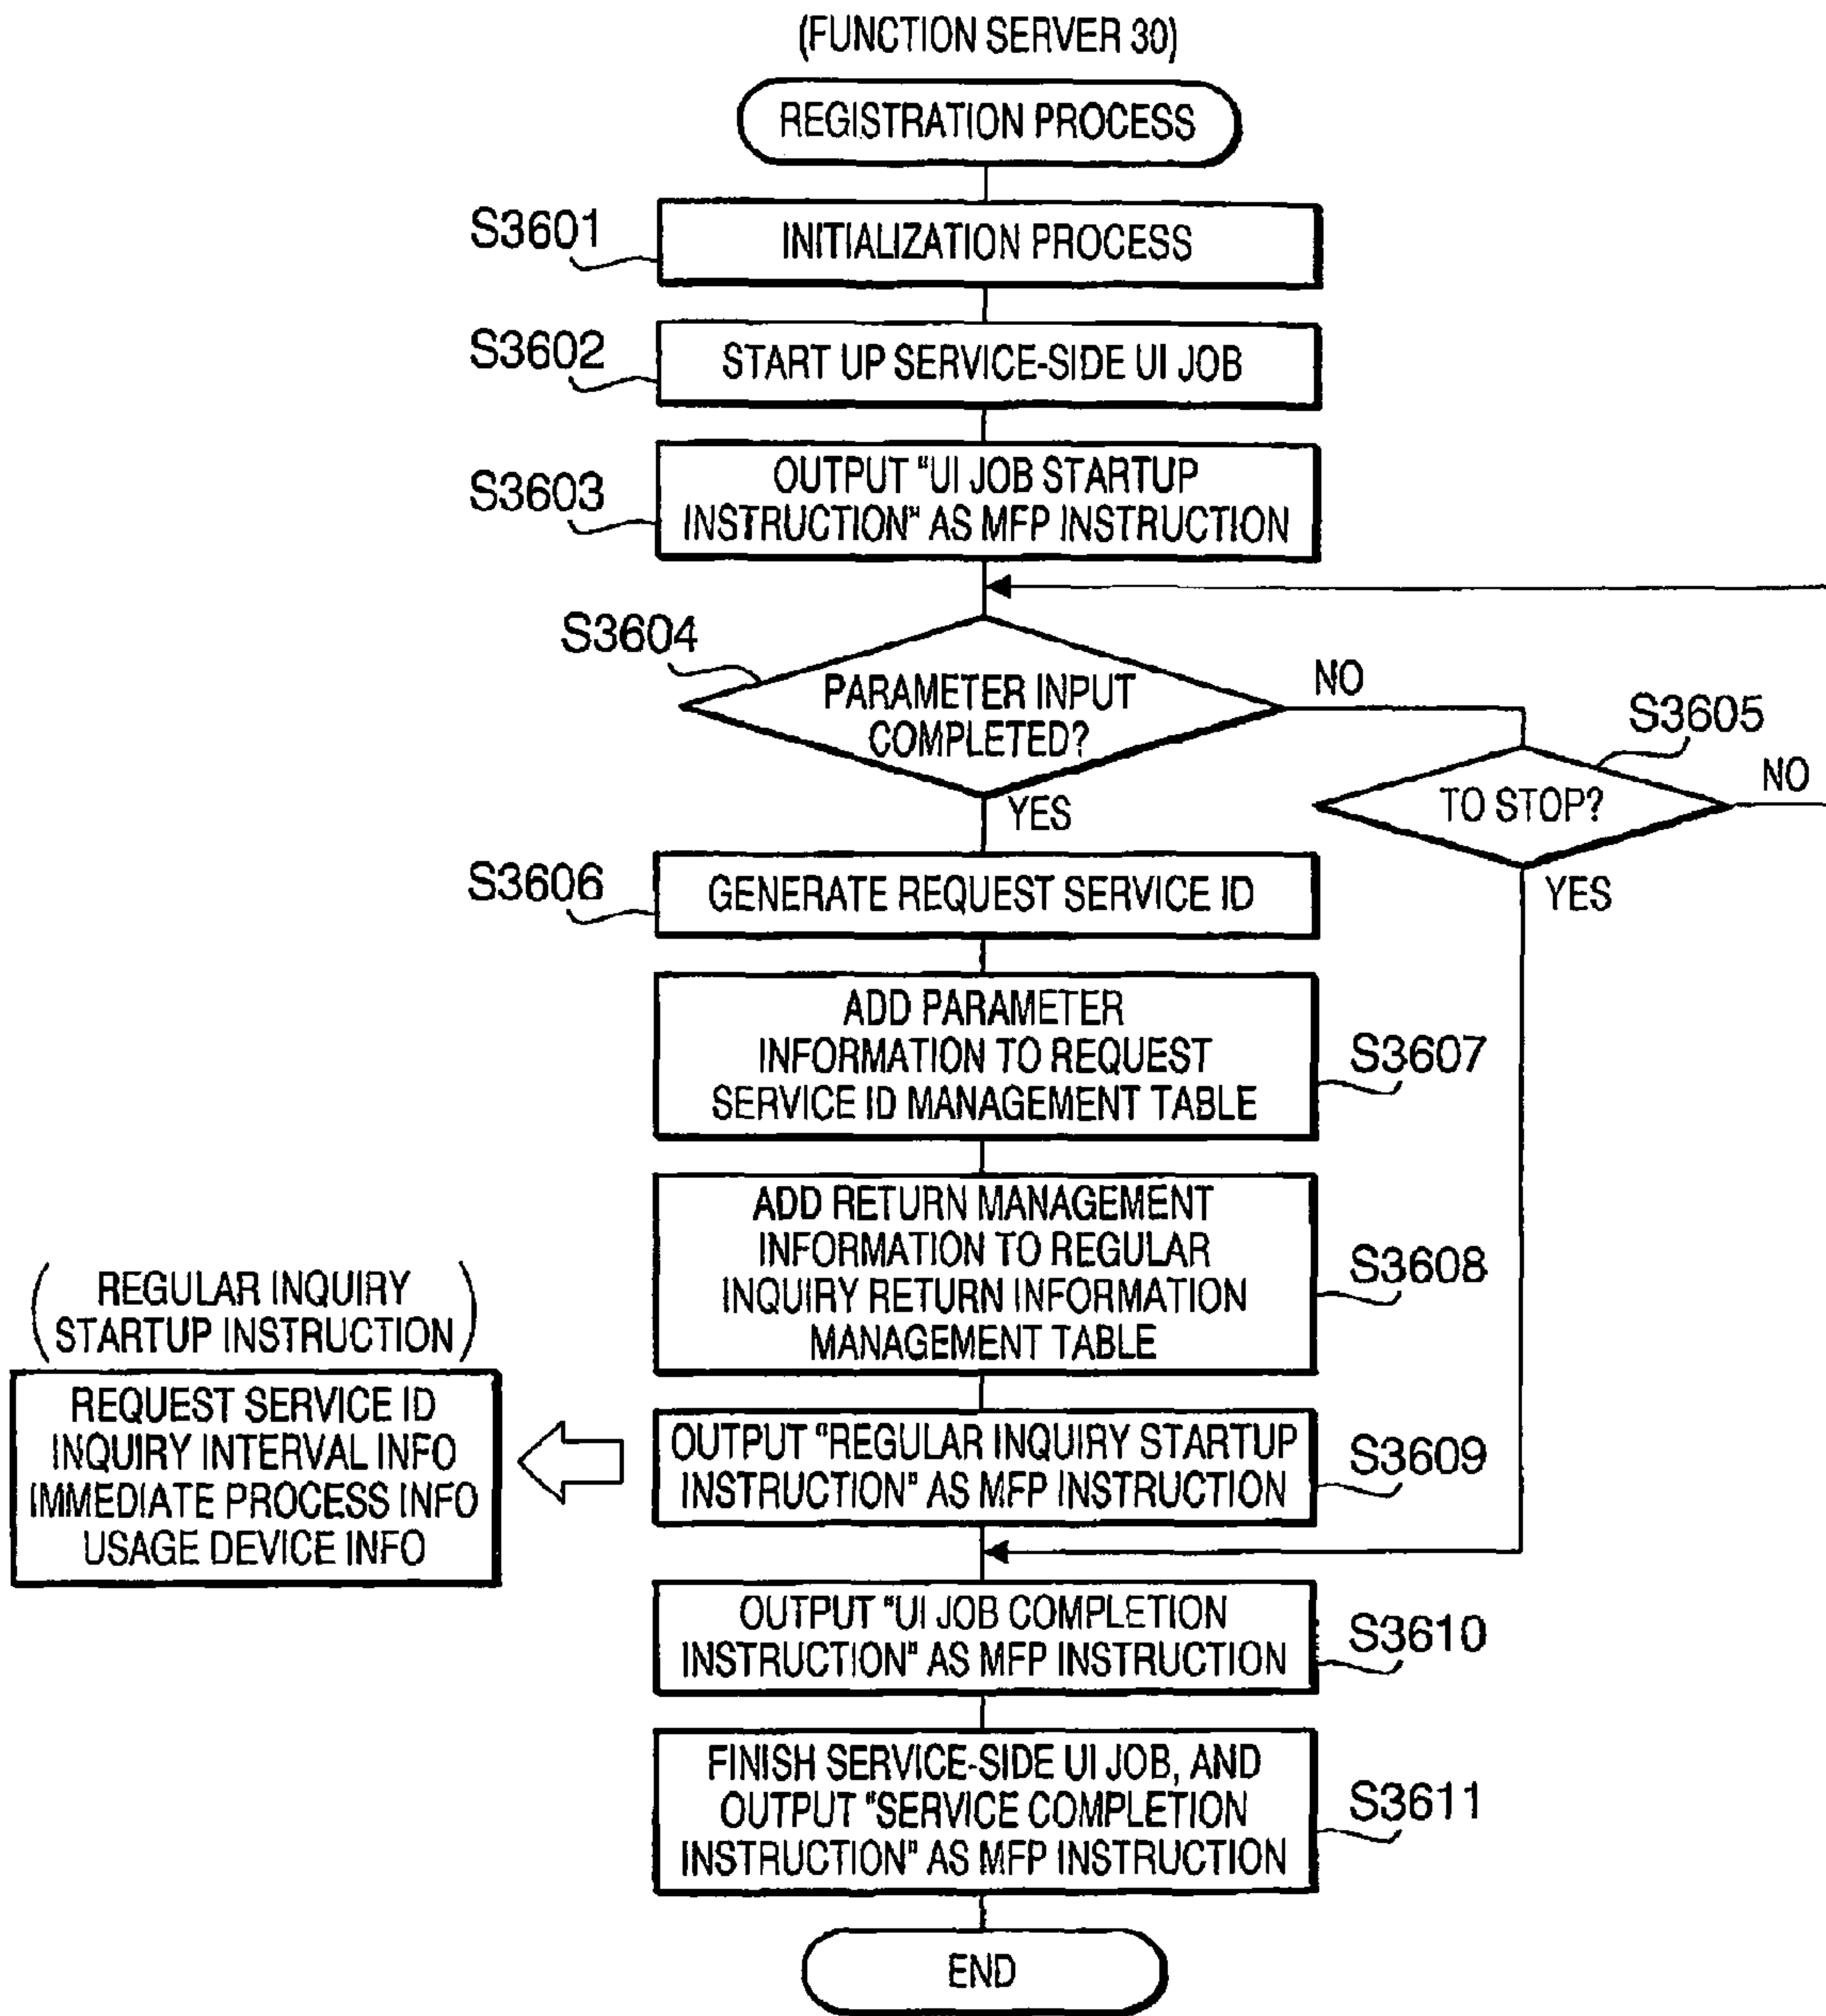 (FUNCTION SERVER 30)
REGISTRATION PROCESS
S3601
INITIALIZATION PROCESS
S3602
START UP SERVICE-SIDE UI JOB
S3603
OUTPUT "UI JOB STARTUP
INSTRUCTION" AS MFP INSTRUCTION
S3604
PARAMETER INPUT
COMPLETED?
NO
YES
S3605
TO STOP?
NO
YES
S3606
GENERATE REQUEST SERVICE ID
ADD PARAMETER
INFORMATION TO REQUEST
SERVICE ID MANAGEMENT TABLE
S3607
ADD RETURN MANAGEMENT
INFORMATION TO REGULAR
INQUIRY RETURN INFORMATION
MANAGEMENT TABLE
S3608
(REGULAR INQUIRY
STARTUP INSTRUCTION)
REQUEST SERVICE ID
INQUIRY INTERVAL INFO
IMMEDIATE PROCESS INFO
USAGE DEVICE INFO
OUTPUT "REGULAR INQUIRY STARTUP
INSTRUCTION" AS MFP INSTRUCTION
S3609
OUTPUT "UI JOB COMPLETION
INSTRUCTION" AS MFP INSTRUCTION
S3610
FINISH SERVICE-SIDE UI JOB, AND
OUTPUT "SERVICE COMPLETION
INSTRUCTION" AS MFP INSTRUCTION
S3611
END